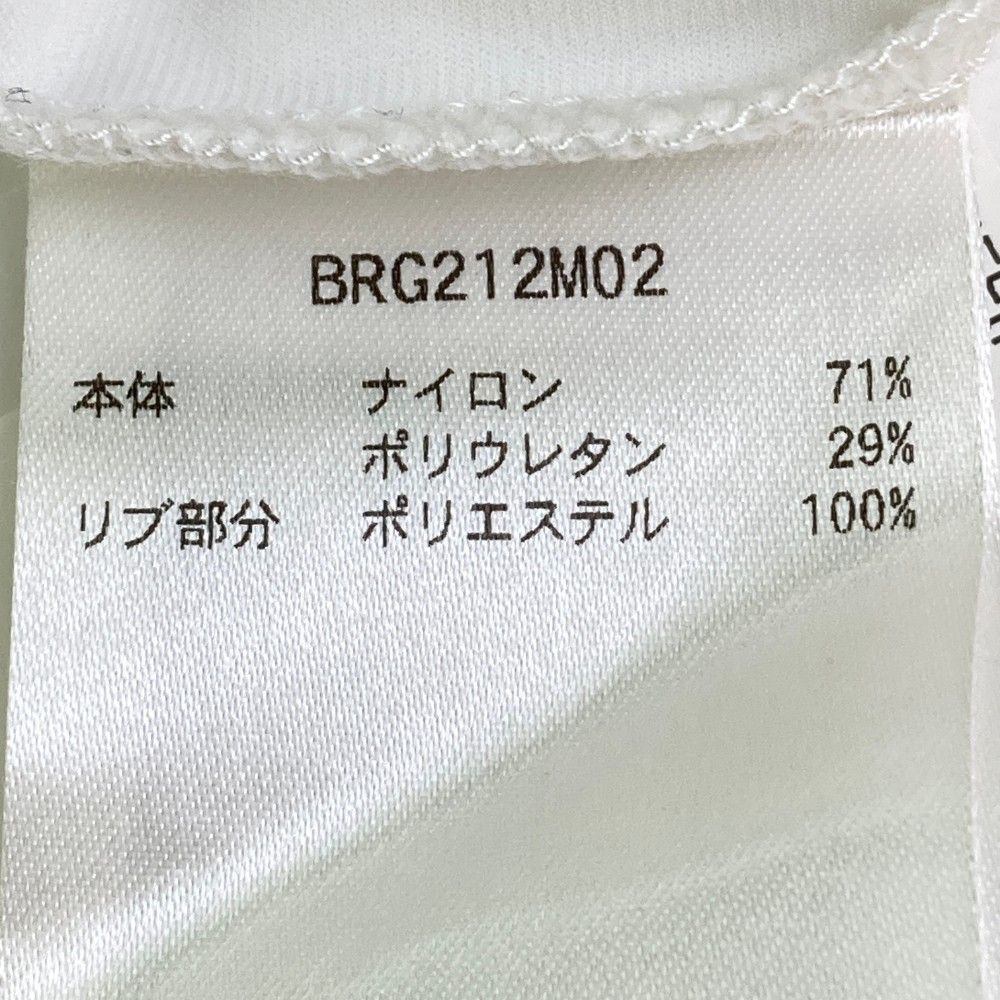 BRG212M02
本体 ナイロン 71%
ポリウレタン 29%
リブ部分 ポリエステル 100%